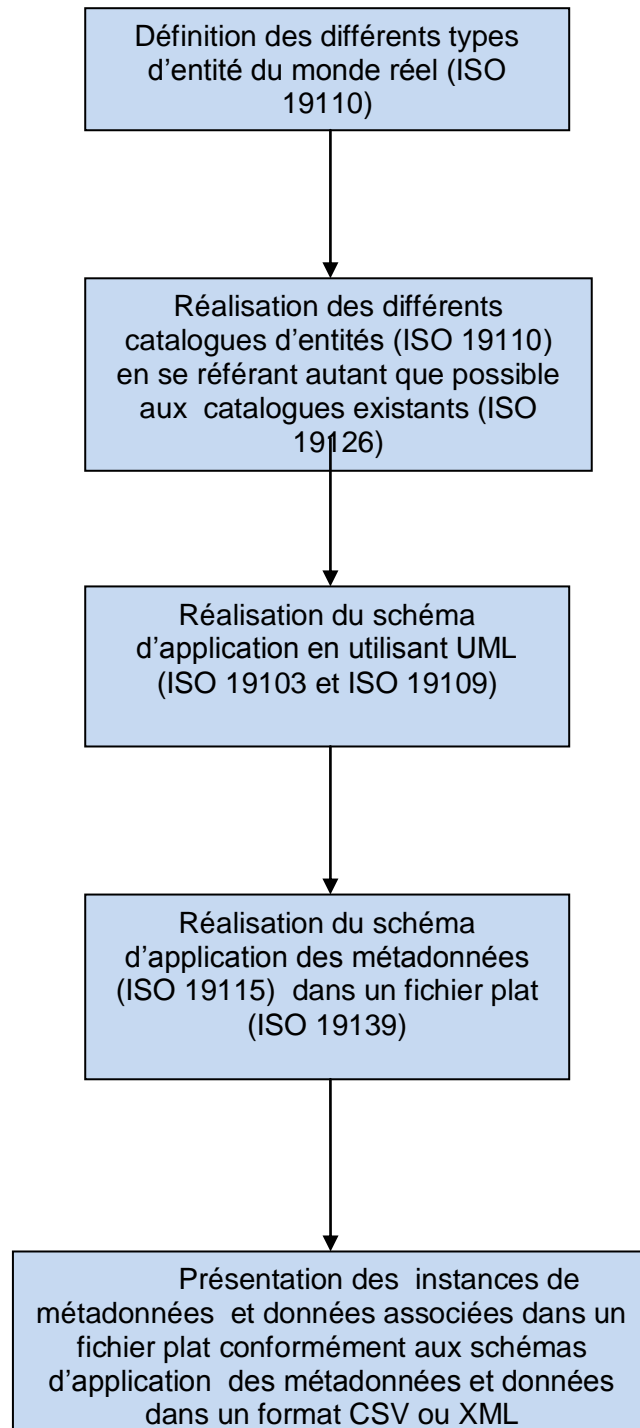 Définition des différents types
d’entité du monde réel (ISO
19110)
Réalisation des différents
catalogues d’entités (ISO 19110)
en se référant autant que possible
aux catalogues existants (ISO
19126)
Réalisation du schéma
d’application en utilisant UML
(ISO 19103 et ISO 19109)
Réalisation du schéma
d’application des métadonnées
(ISO 19115) dans un fichier plat
(ISO 19139)
Présentation des instances de
métadonnées et données associées dans un
fichier plat conformément aux schémas
d’application des métadonnées et données
dans un format CSV ou XML